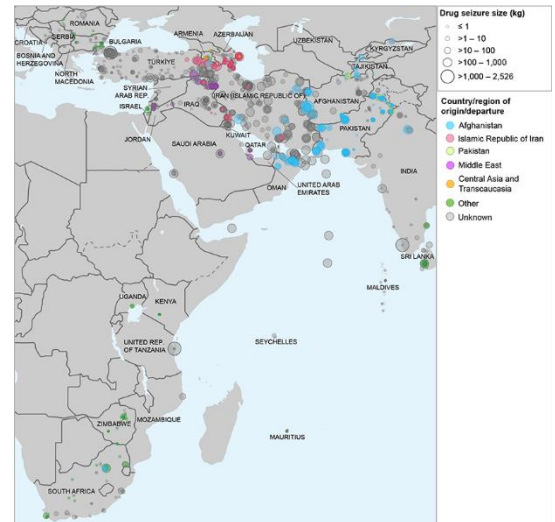 Drug seizure size (kg)
≤ 1
>1 – 10
>10 – 100
>100 – 1,000
>1,000 – 2,526
Country/region of
origin/departure
Afghanistan
Islamic Republic of Iran
Pakistan
Middle East
Central Asia and
Transcaucasia
Other
Unknown
ROMANIA
CROATIA
SERBIA
BOSNIA AND
HERZEGOVINA
BULGARIA
NORTH
MACEDONIA
ARMENIA
AZERBAIJAN
TÜRKİYE
UZBEKISTAN
KYRGYZSTAN
TAJIKISTAN
SYRIAN
ARAB REP.
ISRAEL
IRAQ
IRAN (ISLAMIC REPUBLIC OF)
AFGHANISTAN
JORDAN
KUWAIT
PAKISTAN
SAUDI ARABIA
QATAR
OMAN
UNITED ARAB
EMIRATES
INDIA
SRI LANKA
MALDIVES
UGANDA
KENYA
UNITED REP.
OF TANZANIA
SEYCHELLES
ZIMBABWE
MOZAMBIQUE
MAURITIUS
SOUTH AFRICA